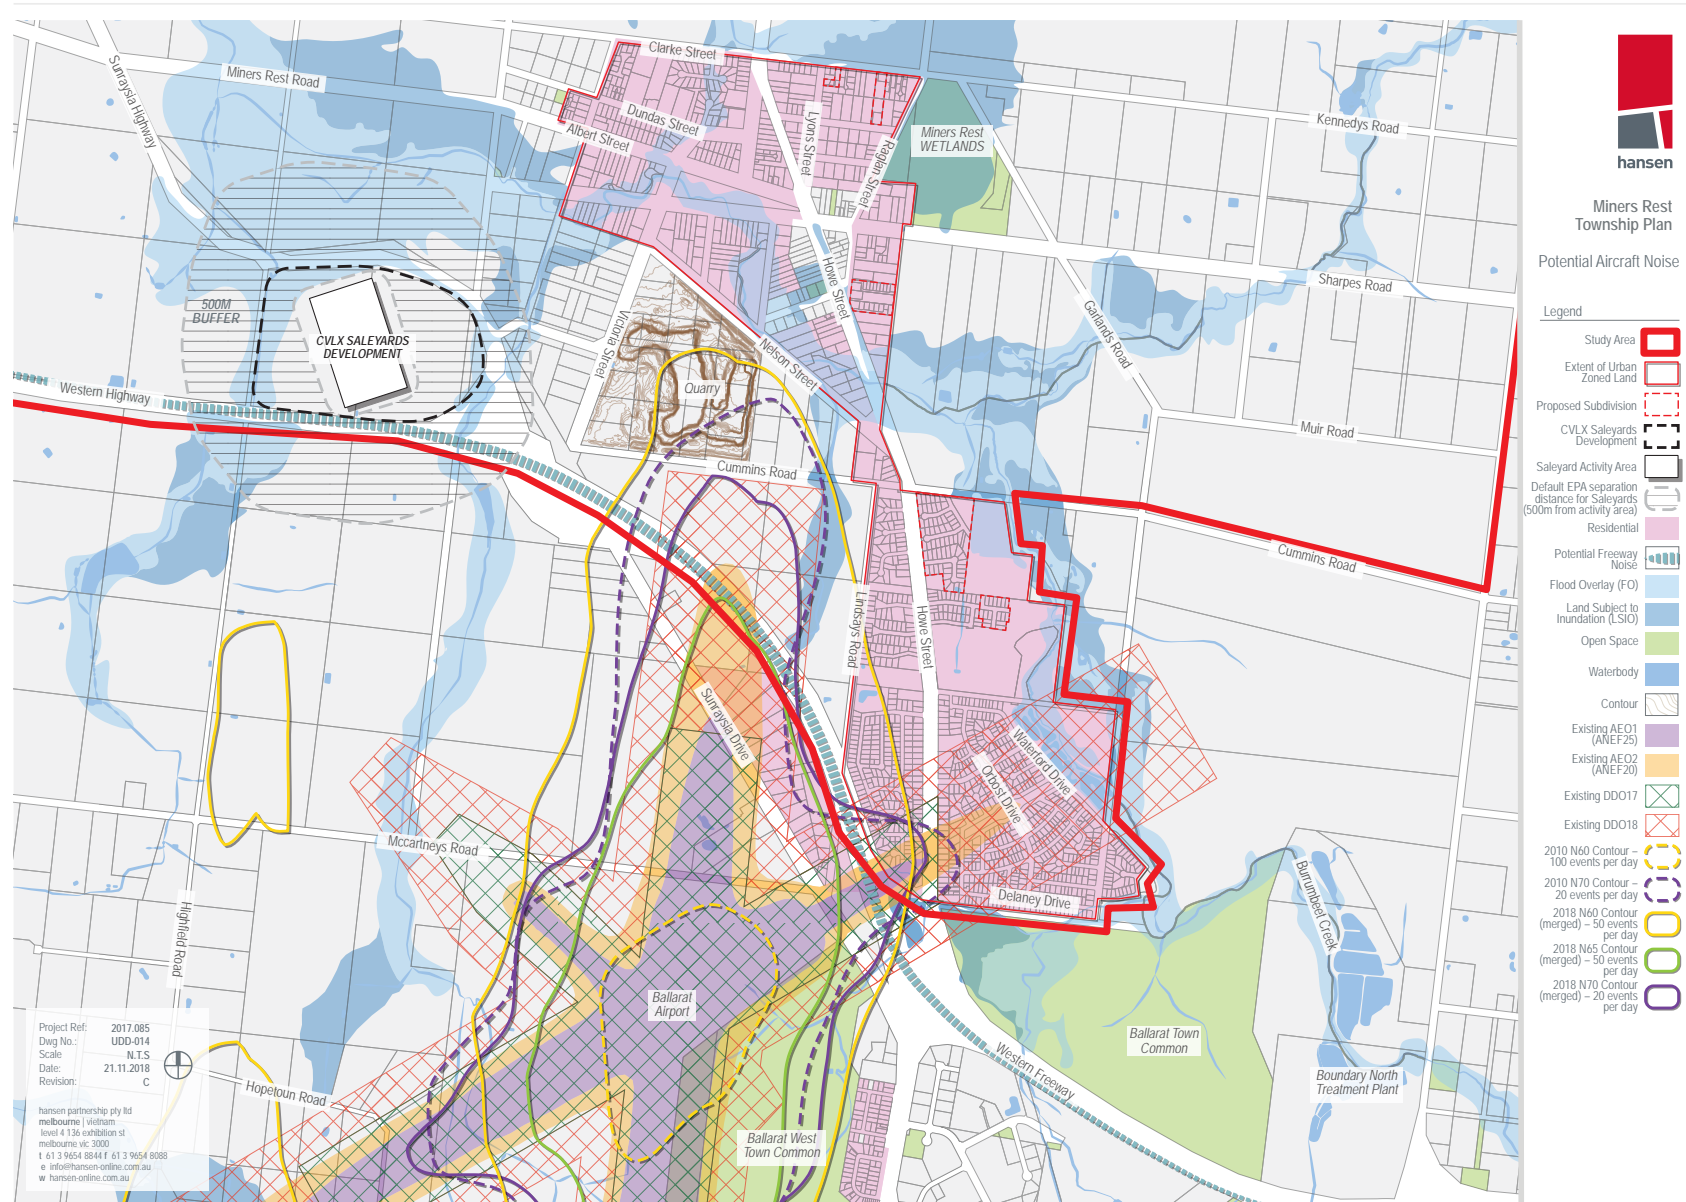 Clarke Street
Sunraysia Highway
Miners Rest Road
Dundas Street
Albert Street
Lyons Street
Raglan Street
Miners Rest
WETLANDS
Kennedys Road
500M
BUFFER
CVLX SALEYARDS
DEVELOPMENT
Victoria Street
Howe Street
Nelson Street
Quarry
Garlands Road
Sharpes Road
Western Highway
Muir Road
Cummins Road
Cummins Road
Lindsays Road
Howe Street
Sunraysia Drive
Waterford Drive
Orbost Drive
Mccartneys Road
Delaney Drive
Highfield Road
Burrumbeet Creek
Ballarat
Airport
Ballarat Town
Common
Western Freeway
Boundary North
Treatment Plant
Hopetoun Road
Ballarat West
Town Common
Project Ref: 2017.085
Dwg No.: UDD-014
Scale N.T.S
Date: 21.11.2018
Revision: C
hansen partnership pty ltd
melbourne | vietnam
level 4 136 exhibition st
melbourne vic 3000
t 61 3 9654 8844 f 61 3 9654 8088
e info@hansen-online.com.au
w hansen-online.com.au
hansen
Miners Rest
Township Plan
Potential Aircraft Noise
Legend
Study Area
Extent of Urban
Zoned Land
Proposed Subdivision
CVLX Saleyards
Development
Saleyard Activity Area
Default EPA separation
distance for Saleyards
(500m from activity area)
Residential
Potential Freeway
Noise
Flood Overlay (FO)
Land Subject to
Inundation (LSIO)
Open Space
Waterbody
Contour
Existing AEO1
(ANEF25)
Existing AEO2
(ANEF20)
Existing DDO17
Existing DDO18
2010 N60 Contour –
100 events per day
2010 N70 Contour –
20 events per day
2018 N60 Contour
(merged) – 50 events
per day
2018 N65 Contour
(merged) – 50 events
per day
2018 N70 Contour
(merged) – 20 events
per day